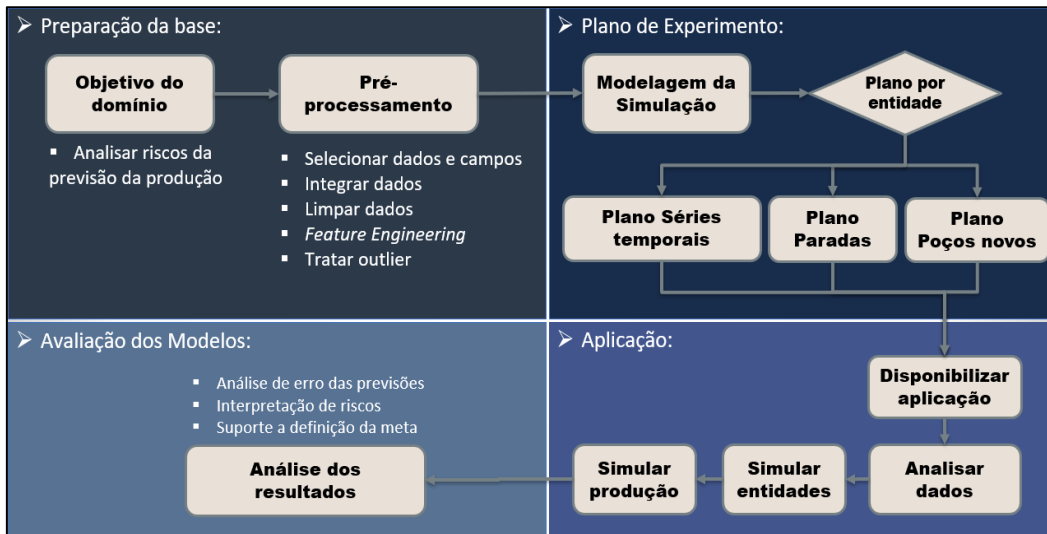 ➢ Preparação da base:
Objetivo do
domínio
▪ Analisar riscos da
previsão da produção
Pré-
processamento
▪ Selecionar dados e campos
▪ Integrar dados
▪ Limpar dados
▪ Feature Engineering
▪ Tratar outlier
➢ Plano de Experimento:
Modelagem da
Simulação
Plano por
entidade
Plano Séries
temporais
Plano
Paradas
Plano
Poços novos
➢ Avaliação dos Modelos:
▪ Análise de erro das previsões
▪ Interpretação de riscos
▪ Suporte a definição da meta
Análise dos
resultados
➢ Aplicação:
Disponibilizar
aplicação
Simular
produção
Simular
entidades
Analisar
dados